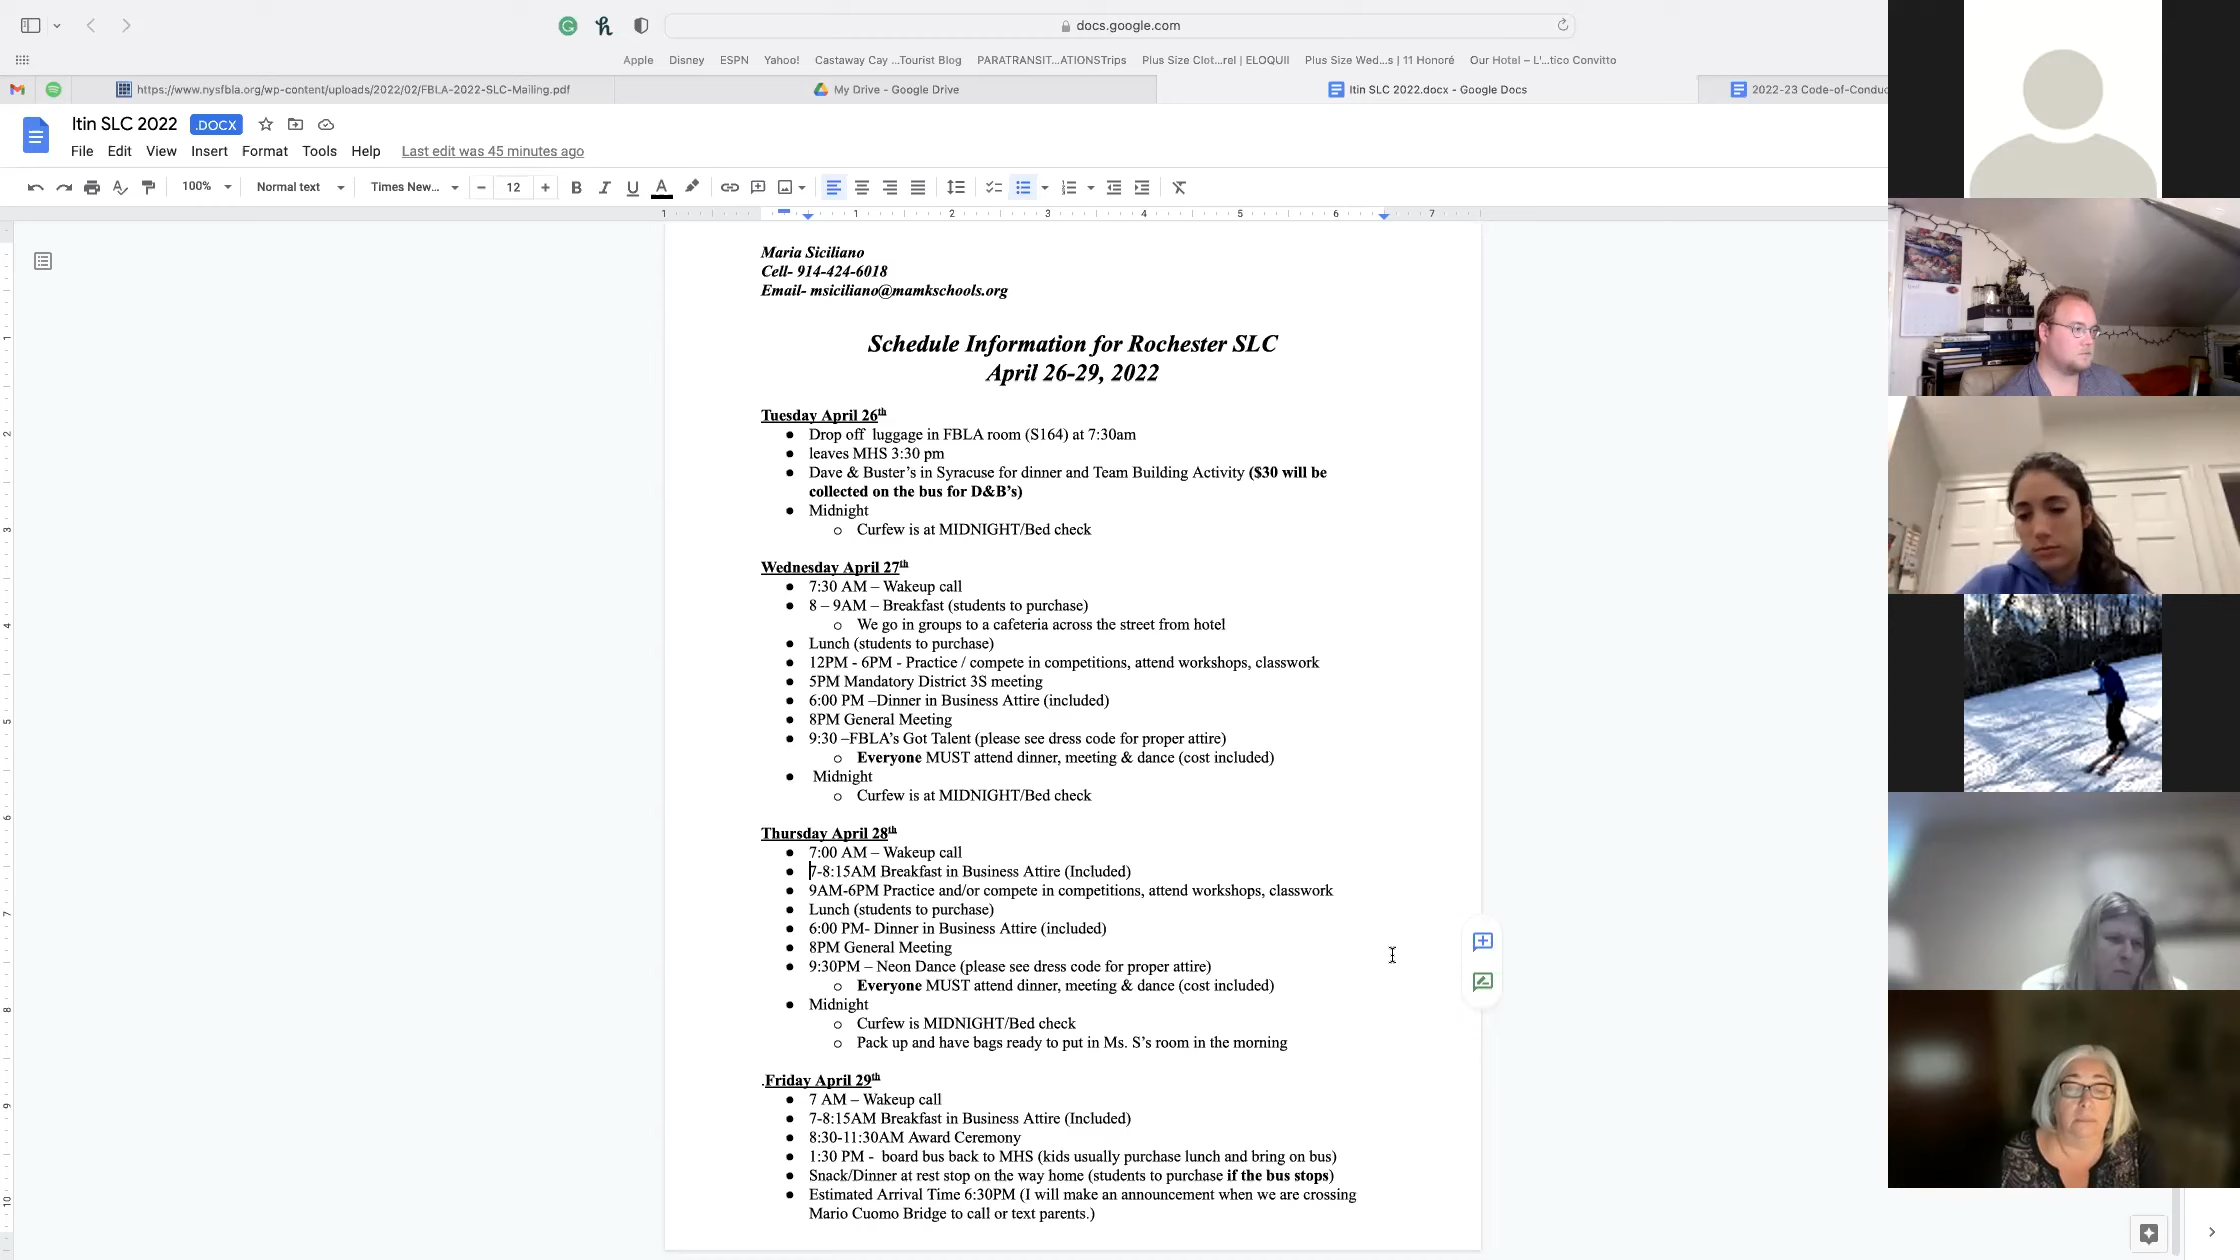 docs.google.com
Apple Disney ESPN Yahoo! Castaway Cay ...Tourist Blog PARATRANSIT...ATIONSTrips Plus Size Clot...rel | ELOQUII Plus Size Wed...s | 11 Honoré Our Hotel – L'...tico Convitto
https://www.nysfbla.org/wp-content/uploads/2022/02/FBLA-2022-SLC-Mailing.pdf My Drive - Google Drive Itin SLC 2022.docx - Google Docs 2022-23 Code-of-Conduc
Itin SLC 2022 .DOCX
File Edit View Insert Format Tools Help Last edit was 45 minutes ago
100% Normal text Times New... 12 B I U A
1 1 2 3 4 5 6 7
Maria Siciliano
Cell- 914-424-6018
Email- msiciliano@mamkschools.org
Schedule Information for Rochester SLC
April 26-29, 2022
Tuesday April 26th
● Drop off  luggage in FBLA room (S164) at 7:30am
● leaves MHS 3:30 pm
● Dave & Buster’s in Syracuse for dinner and Team Building Activity ($30 will be
collected on the bus for D&B’s)
● Midnight
○ Curfew is at MIDNIGHT/Bed check
Wednesday April 27th
● 7:30 AM – Wakeup call
● 8 – 9AM – Breakfast (students to purchase)
○ We go in groups to a cafeteria across the street from hotel
● Lunch (students to purchase)
● 12PM - 6PM - Practice / compete in competitions, attend workshops, classwork
● 5PM Mandatory District 3S meeting
● 6:00 PM –Dinner in Business Attire (included)
● 8PM General Meeting
● 9:30 –FBLA’s Got Talent (please see dress code for proper attire)
○ Everyone MUST attend dinner, meeting & dance (cost included)
● Midnight
○ Curfew is at MIDNIGHT/Bed check
Thursday April 28th
● 7:00 AM – Wakeup call
● 7-8:15AM Breakfast in Business Attire (Included)
● 9AM-6PM Practice and/or compete in competitions, attend workshops, classwork
● Lunch (students to purchase)
● 6:00 PM- Dinner in Business Attire (included)
● 8PM General Meeting
● 9:30PM – Neon Dance (please see dress code for proper attire)
○ Everyone MUST attend dinner, meeting & dance (cost included)
● Midnight
○ Curfew is MIDNIGHT/Bed check
○ Pack up and have bags ready to put in Ms. S’s room in the morning
.Friday April 29th
● 7 AM – Wakeup call
● 7-8:15AM Breakfast in Business Attire (Included)
● 8:30-11:30AM Award Ceremony
● 1:30 PM -  board bus back to MHS (kids usually purchase lunch and bring on bus)
● Snack/Dinner at rest stop on the way home (students to purchase if the bus stops)
● Estimated Arrival Time 6:30PM (I will make an announcement when we are crossing
Mario Cuomo Bridge to call or text parents.)